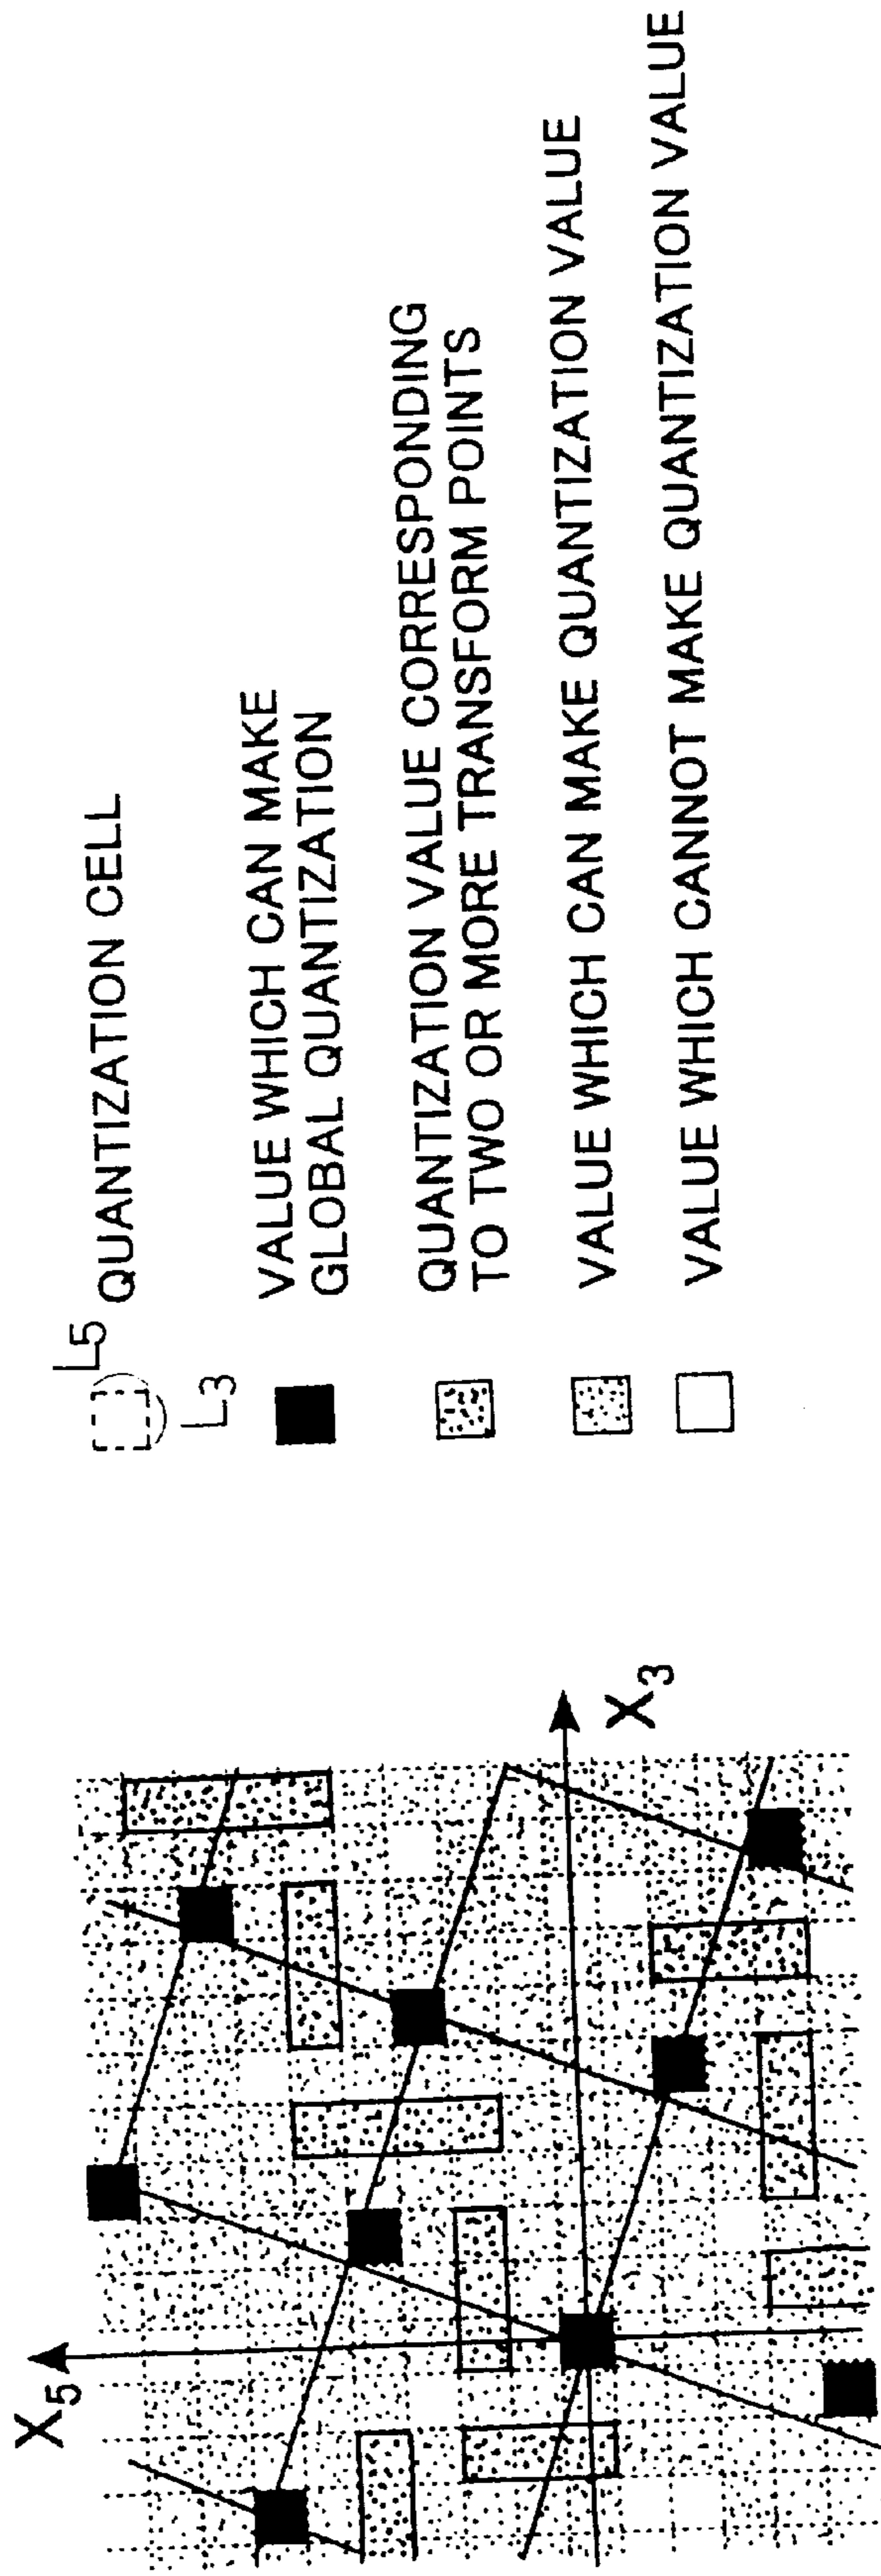 L5
QUANTIZATION CELL
L3
VALUE WHICH CAN MAKE
GLOBAL QUANTIZATION
QUANTIZATION VALUE CORRESPONDING
TO TWO OR MORE TRANSFORM POINTS
VALUE WHICH CAN MAKE QUANTIZATION VALUE
VALUE WHICH CANNOT MAKE QUANTIZATION VALUE
X5
X3